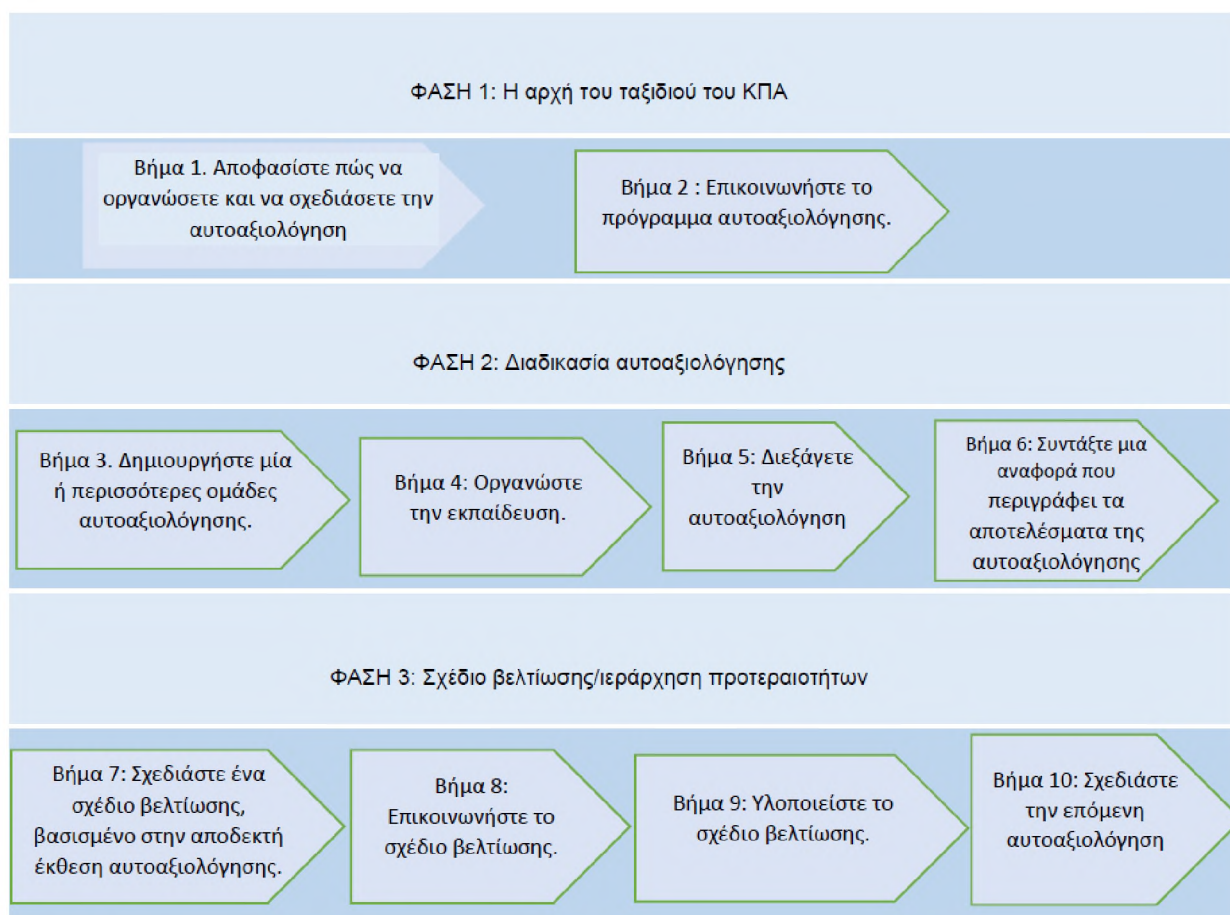 ΦΑΣΗ 1: Η αρχή του ταξιδιού του ΚΠΑ
Βήμα 1. Αποφασίστε πώς να
οργανώσετε και να σχεδιάσετε την
αυτοαξιολόγηση
Βήμα 2 : Επικοινωνήστε το
πρόγραμμα αυτοαξιολόγησης.
ΦΑΣΗ 2: Διαδικασία αυτοαξιολόγησης
Βήμα 3. Δημιουργήστε μία
ή περισσότερες ομάδες
αυτοαξιολόγησης.
Βήμα 4: Οργανώστε
την εκπαίδευση.
Βήμα 5: Διεξάγετε
την
αυτοαξιολόγηση
Βήμα 6: Συντάξτε μια
αναφορά που
περιγράφει τα
αποτελέσματα της
αυτοαξιολόγησης
ΦΑΣΗ 3: Σχέδιο βελτίωσης/ιεράρχηση προτεραιοτήτων
Βήμα 7: Σχεδιάστε ένα
σχέδιο βελτίωσης,
βασισμένο στην αποδεκτή
έκθεση αυτοαξιολόγησης.
Βήμα 8:
Επικοινωνήστε το
σχέδιο βελτίωσης.
Βήμα 9: Υλοποιείστε το
σχέδιο βελτίωσης.
Βήμα 10: Σχεδιάστε
την επόμενη
αυτοαξιολόγηση